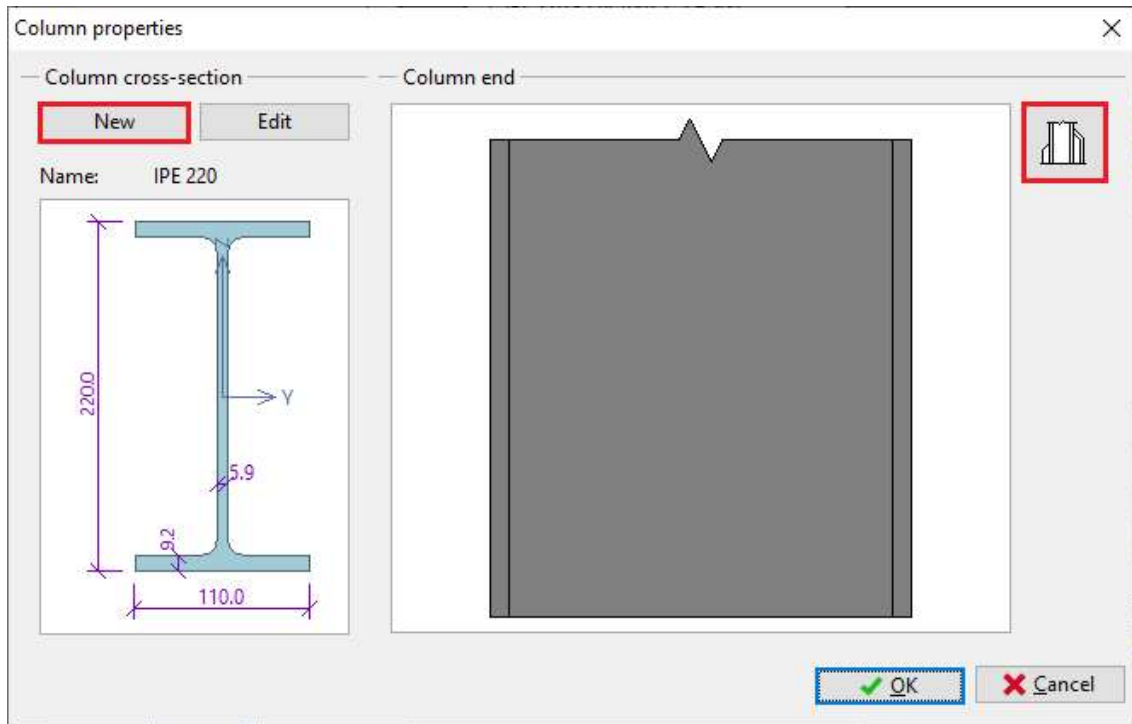 Column properties
Column cross-section
Column end
New
Edit
Name: IPE 220
220.0
Y
5.9
9.2
110.0
OK
Cancel